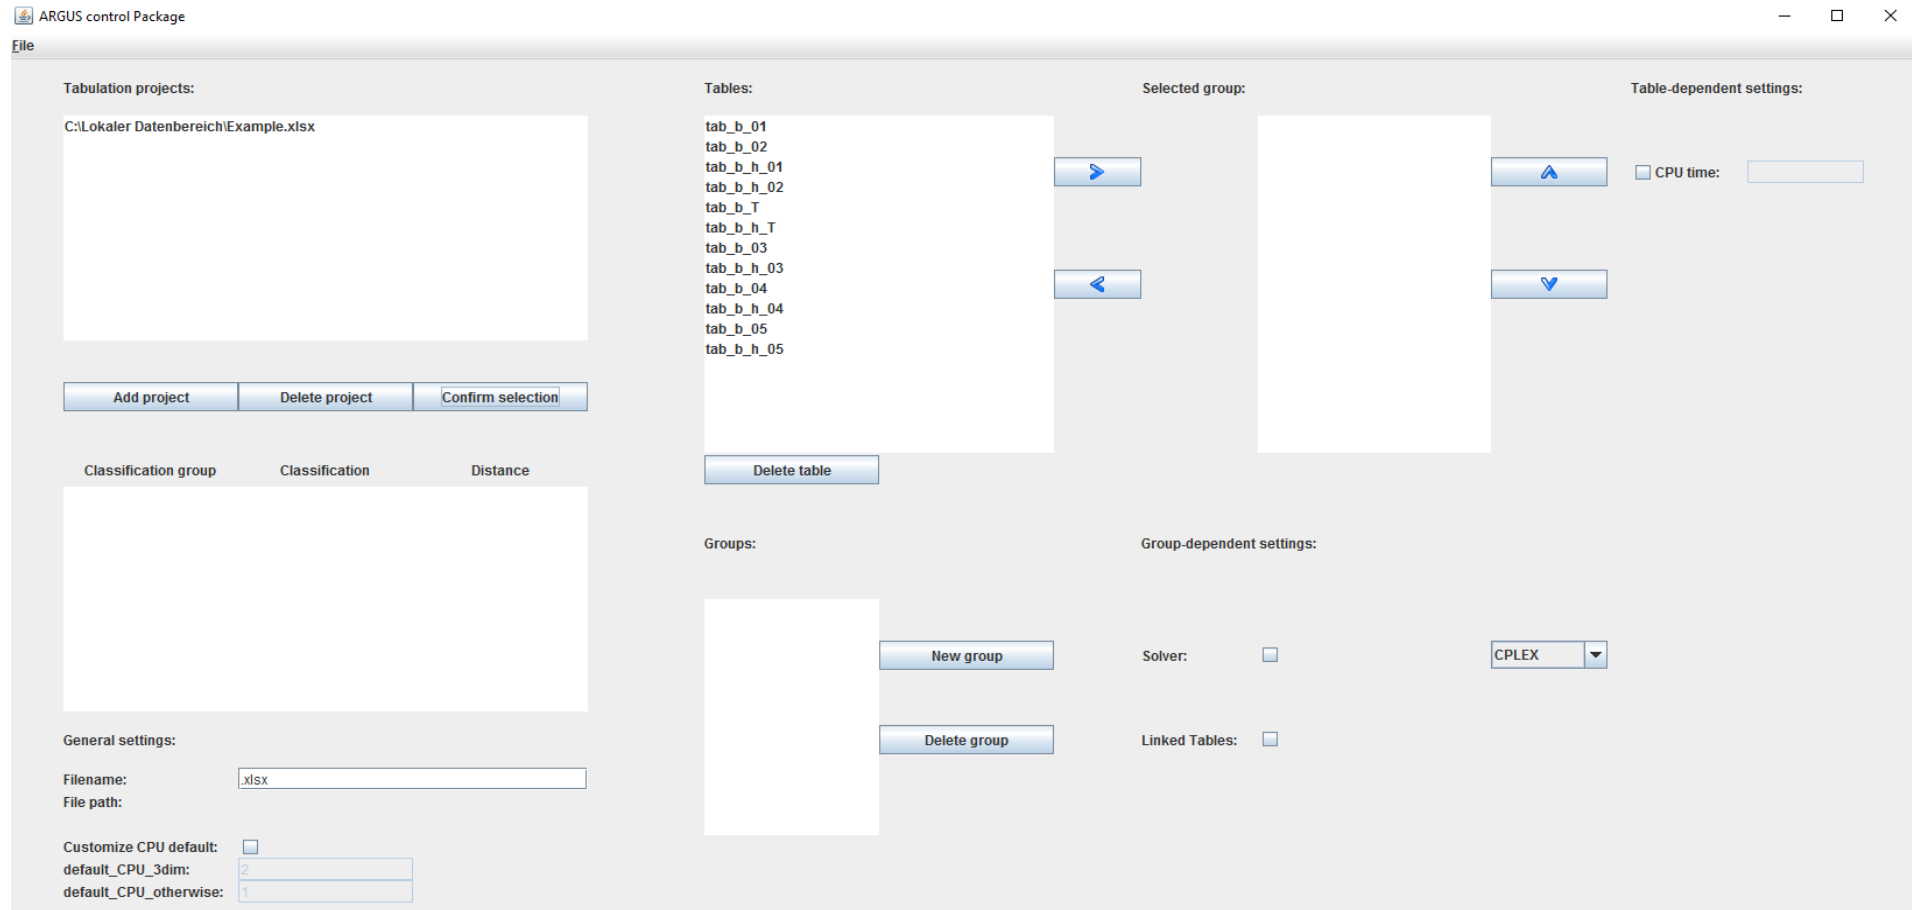 ARGUS control Package
File
Tabulation projects:
C:\Lokaler Datenbereich\Example.xlsx
Add project
Delete project
Confirm selection
Classification group
Classification
Distance
General settings:
Filename:
.xlsx
File path:
Customize CPU default:
default_CPU_3dim:
2
default_CPU_otherwise:
1
Tables:
tab_b_01
tab_b_02
tab_b_h_01
tab_b_h_02
tab_b_T
tab_b_h_T
tab_b_03
tab_b_h_03
tab_b_04
tab_b_h_04
tab_b_05
tab_b_h_05
Delete table
Groups:
New group
Delete group
Selected group:
Group-dependent settings:
Solver:
CPLEX
Linked Tables:
Table-dependent settings:
CPU time: